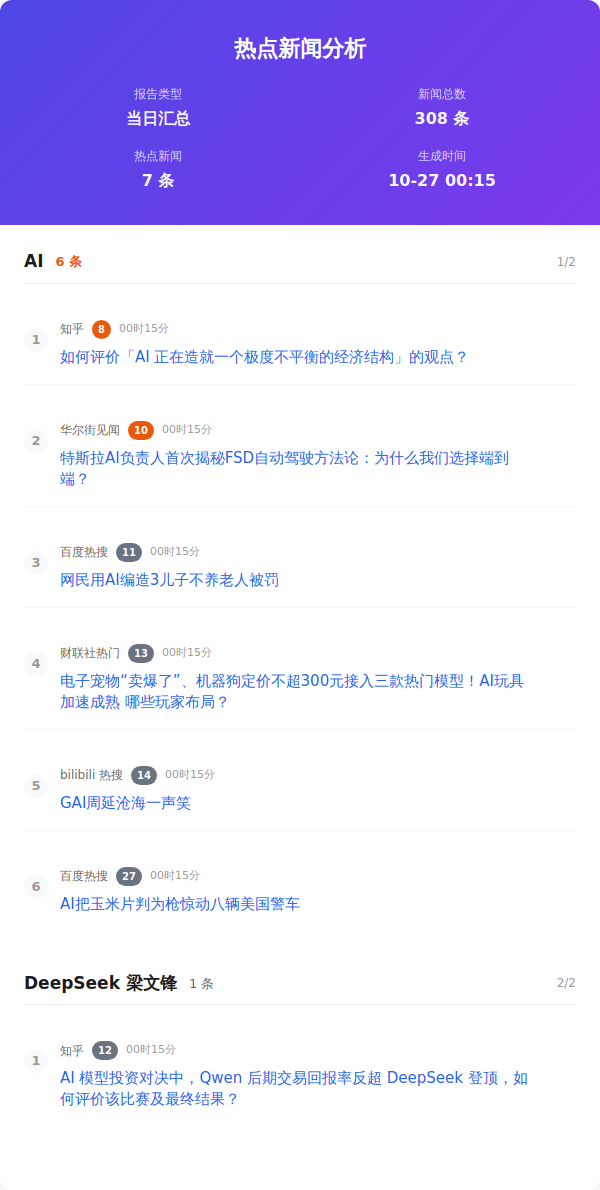 热点新闻分析
报告类型
当日汇总
新闻总数
308 条
热点新闻
7 条
生成时间
10-27 00:15
AI 6 条 1/2
1
知乎 8 00时15分
如何评价「AI 正在造就一个极度不平衡的经济结构」的观点？
2
华尔街见闻 10 00时15分
特斯拉AI负责人首次揭秘FSD自动驾驶方法论：为什么我们选择端到
端？
3
百度热搜 11 00时15分
网民用AI编造3儿子不养老人被罚
4
财联社热门 13 00时15分
电子宠物“卖爆了”、机器狗定价不超300元接入三款热门模型！AI玩具
加速成熟 哪些玩家布局？
5
bilibili 热搜 14 00时15分
GAI周延沧海一声笑
6
百度热搜 27 00时15分
AI把玉米片判为枪惊动八辆美国警车
DeepSeek 梁文锋 1 条 2/2
1
知乎 12 00时15分
AI 模型投资对决中，Qwen 后期交易回报率反超 DeepSeek 登顶，如
何评价该比赛及最终结果？